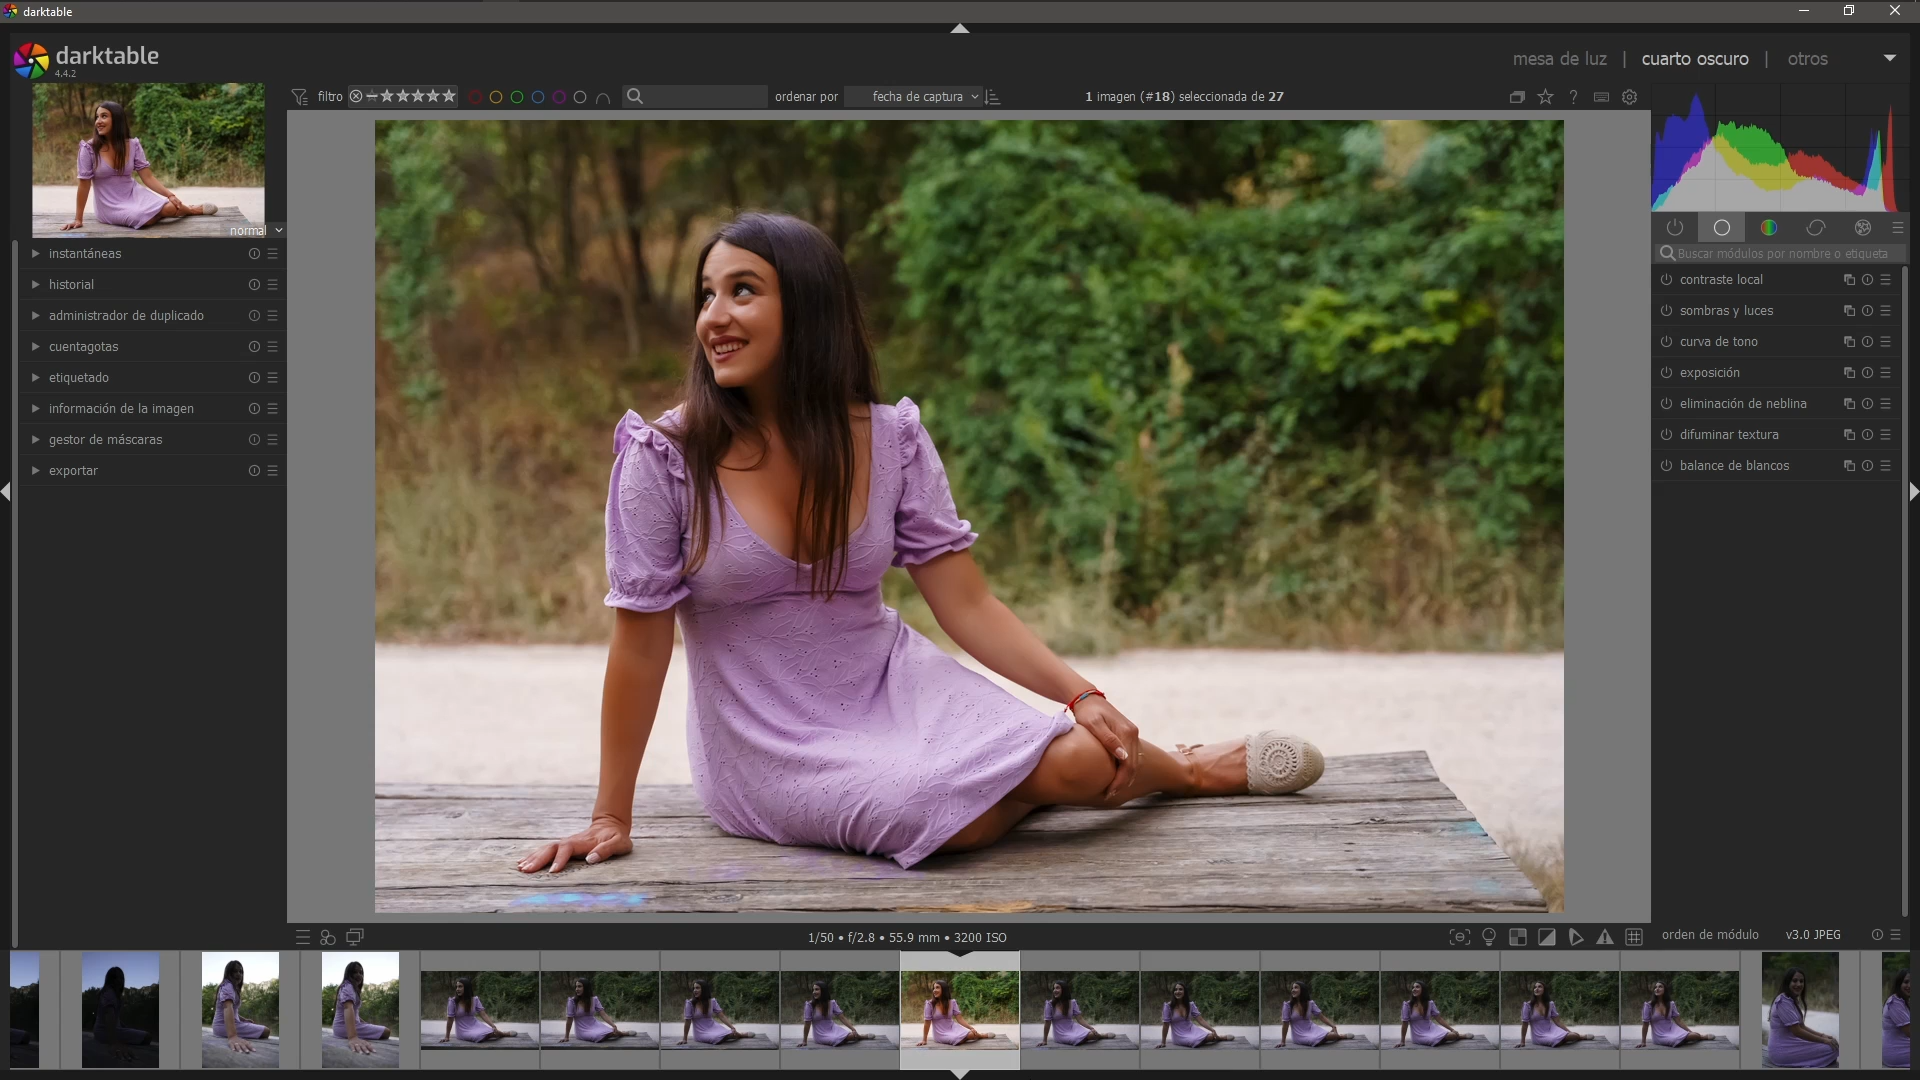 darktable
darktable
4.4.2
mesa de luz | cuarto oscuro | otros
filtro
ordenar por fecha de captura
1 imagen (#18) seleccionada de 27
normal
instantáneas
historial
administrador de duplicado
cuentagotas
etiquetado
información de la imagen
gestor de máscaras
exportar
Buscar módulos por nombre o etiqueta
contraste local
sombras y luces
curva de tono
exposición
eliminación de neblina
difuminar textura
balance de blancos
1/50 • f/2.8 • 55.9 mm • 3200 ISO
orden de módulo v3.0 JPEG